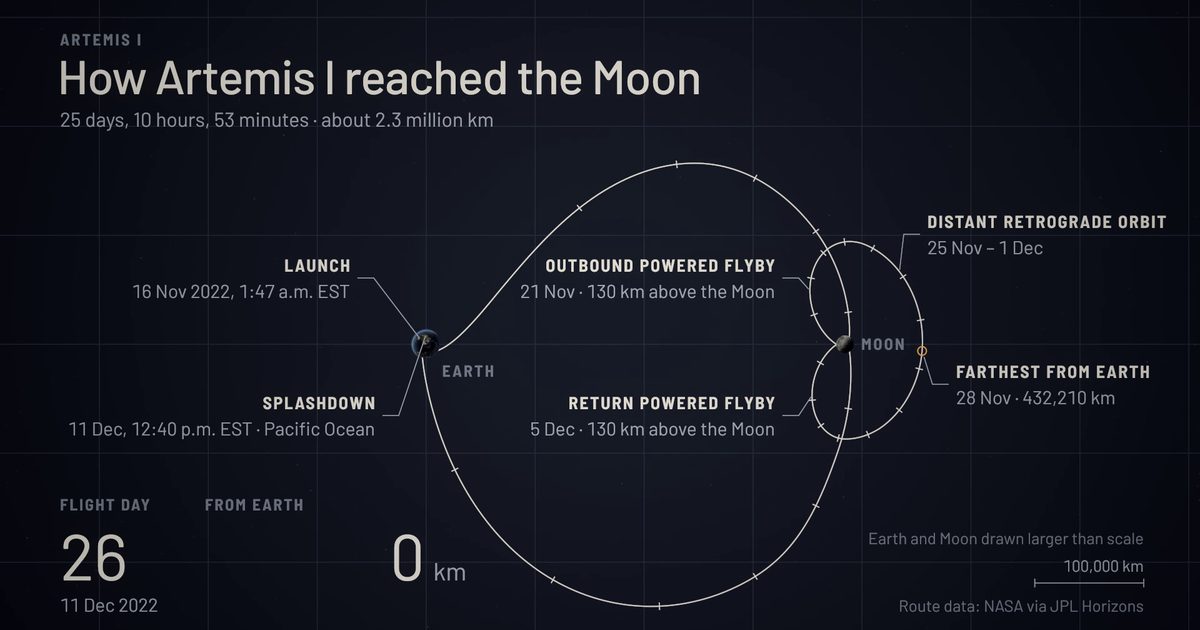 ARTEMIS I
How Artemis I reached the Moon
25 days, 10 hours, 53 minutes · about 2.3 million km
DISTANT RETROGRADE ORBIT
25 Nov – 1 Dec
LAUNCH
16 Nov 2022, 1:47 a.m. EST
OUTBOUND POWERED FLYBY
21 Nov · 130 km above the Moon
EARTH
MOON
FARTHEST FROM EARTH
28 Nov · 432,210 km
SPLASHDOWN
11 Dec, 12:40 p.m. EST · Pacific Ocean
RETURN POWERED FLYBY
5 Dec · 130 km above the Moon
FLIGHT DAY
26
11 Dec 2022
FROM EARTH
0 km
Earth and Moon drawn larger than scale
100,000 km
Route data: NASA via JPL Horizons